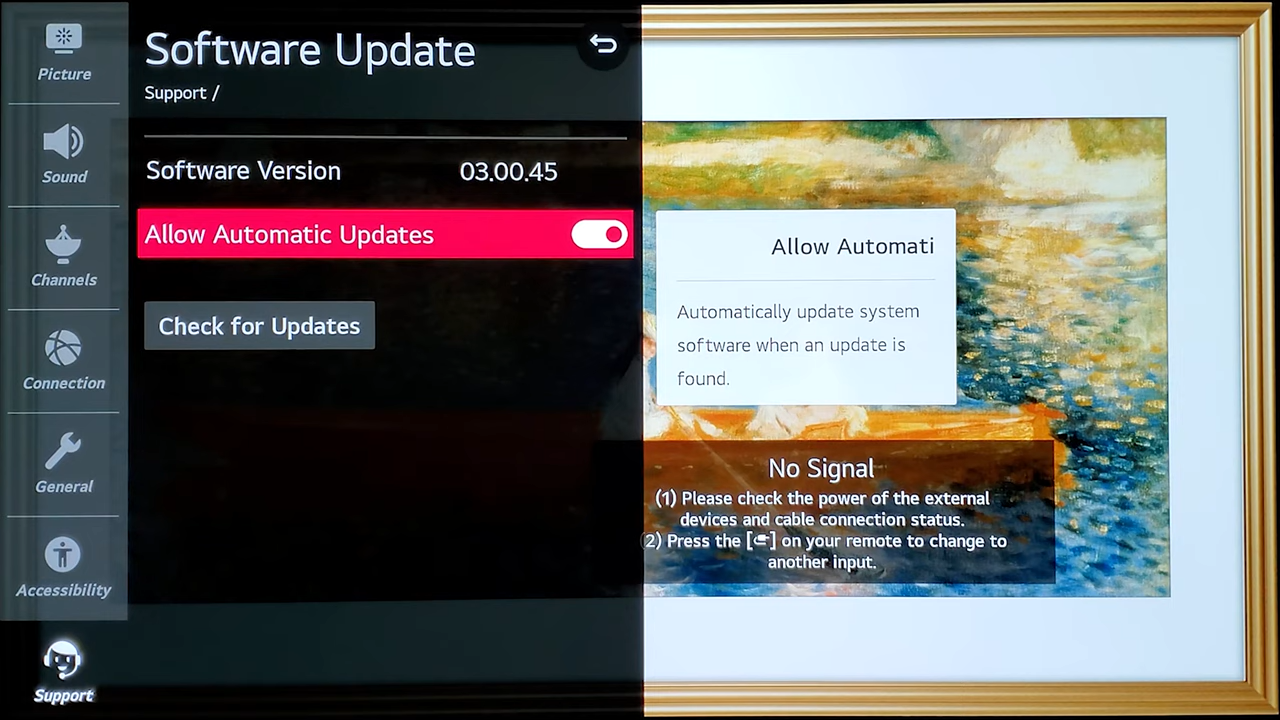 Picture
Sound
Channels
Connection
General
Accessibility
Support
Software Update
Support /
Software Version 03.00.45
Allow Automatic Updates
Check for Updates
Allow Automati
Automatically update system
software when an update is
found.
No Signal
(1) Please check the power of the external
devices and cable connection status.
2) Press the [ ] on your remote to change to
another input.